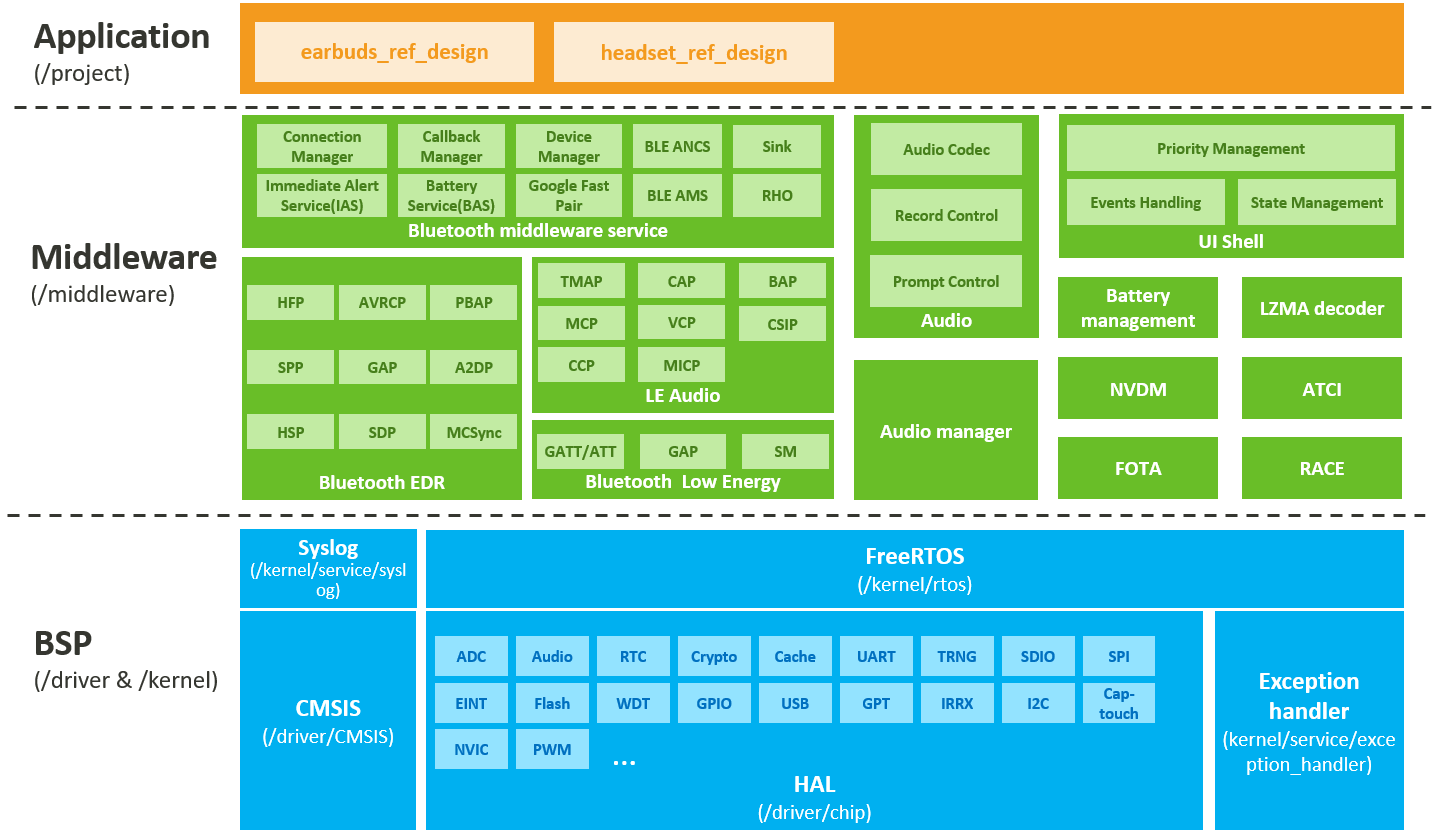 Application
(/project)
earbuds_ref_design
headset_ref_design
Middleware
(/middleware)
Connection
Manager
Callback
Manager
Device
Manager
BLE ANCS
Sink
Immediate Alert
Service(IAS)
Battery
Service(BAS)
Google Fast
Pair
BLE AMS
RHO
Bluetooth middleware service
HFP
AVRCP
PBAP
SPP
GAP
A2DP
HSP
SDP
MCSync
Bluetooth EDR
TMAP
CAP
BAP
MCP
VCP
CSIP
CCP
MICP
LE Audio
GATT/ATT
GAP
SM
Bluetooth  Low Energy
Audio Codec
Record Control
Prompt Control
Audio
Audio manager
Priority Management
Events Handling
State Management
UI Shell
Battery
management
LZMA decoder
NVDM
ATCI
FOTA
RACE
BSP
(/driver & /kernel)
Syslog
(/kernel/service/sysl
og)
FreeRTOS
(/kernel/rtos)
CMSIS
(/driver/CMSIS)
ADC
Audio
RTC
Crypto
Cache
UART
TRNG
SDIO
SPI
EINT
Flash
WDT
GPIO
USB
GPT
IRRX
I2C
Cap-
touch
NVIC
PWM
...
HAL
(/driver/chip)
Exception
handler
(kernel/service/exce
ption_handler)